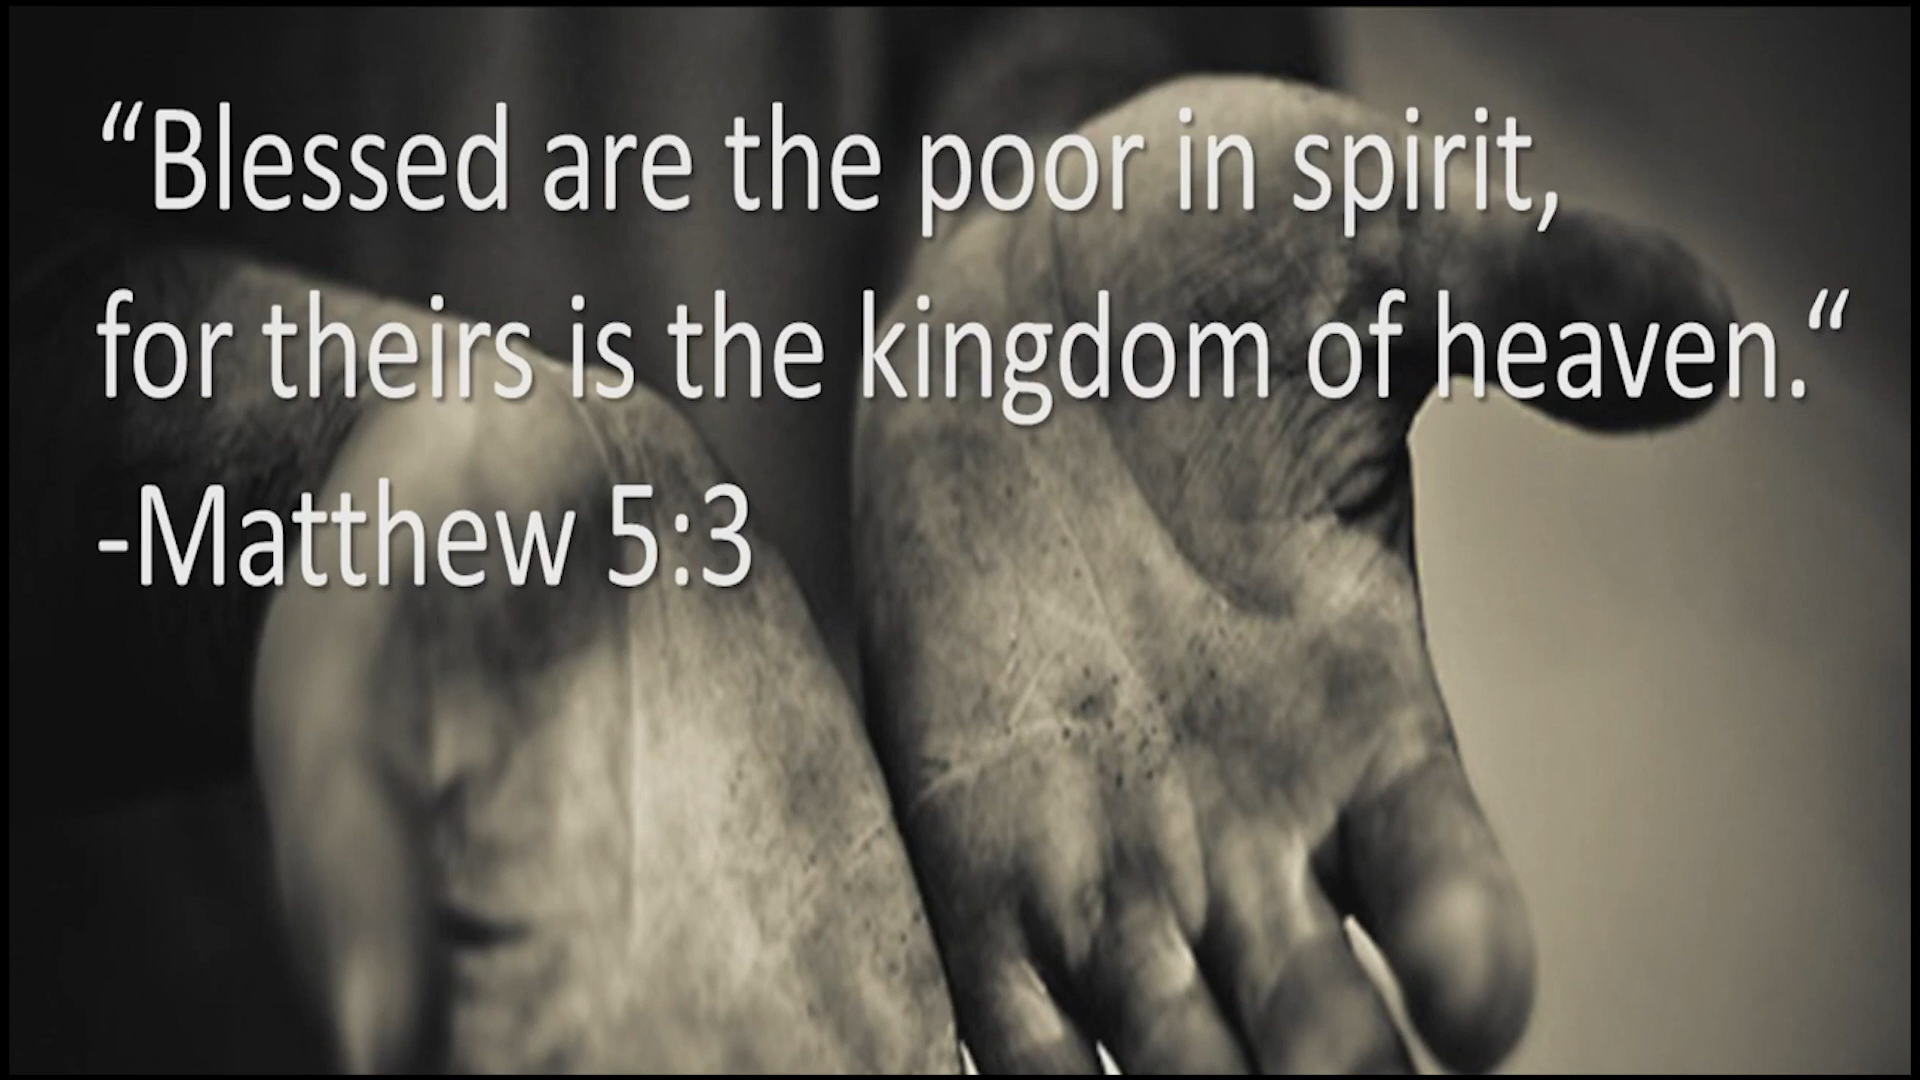 “Blessed are the poor in spirit,
for theirs is the kingdom of heaven.“
-Matthew 5:3